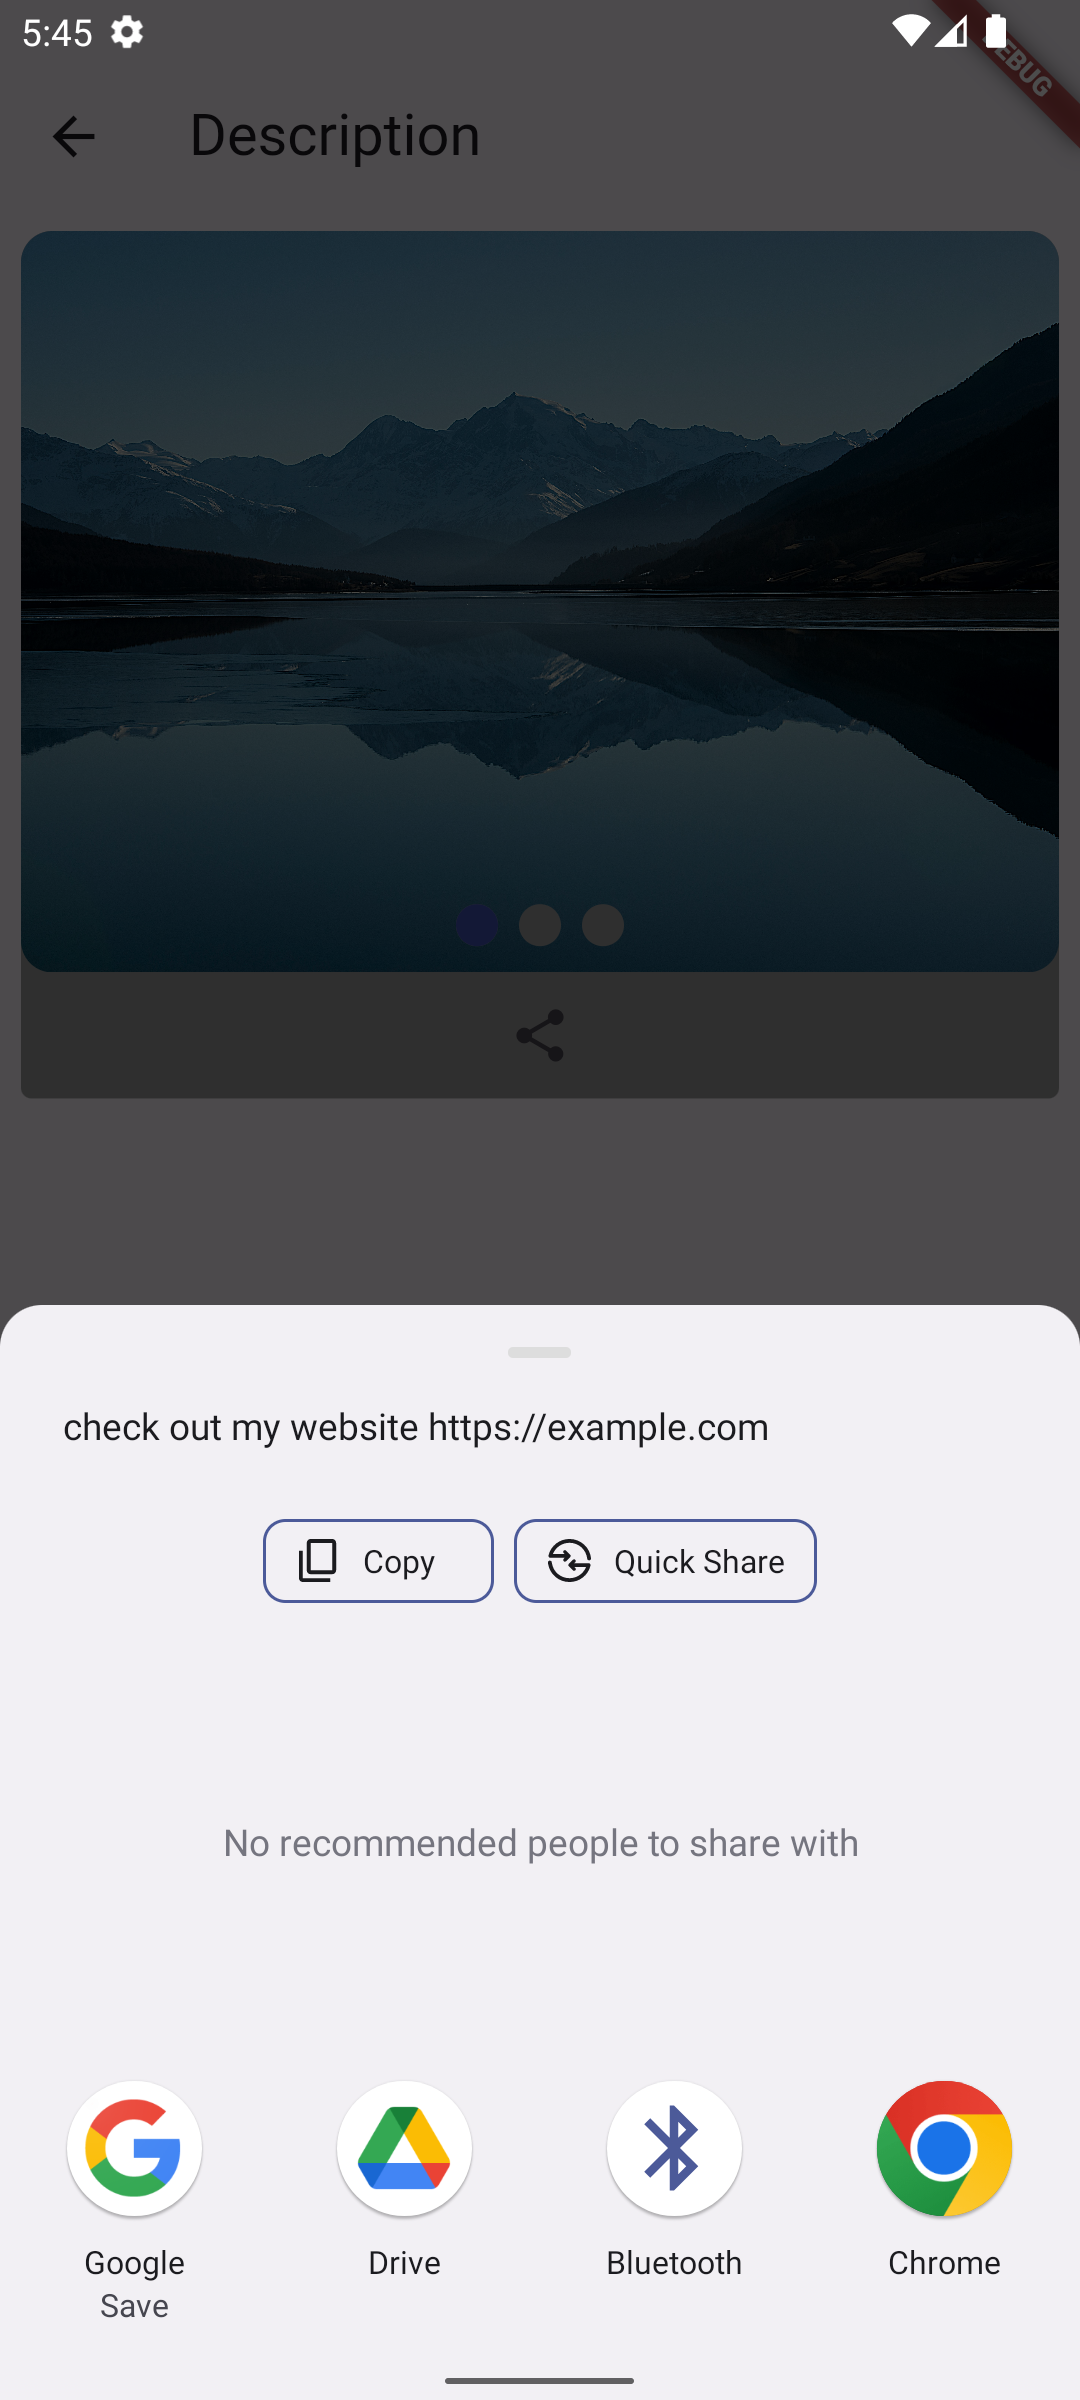 5:45
DEBUG
Description
check out my website https://example.com
Copy
Quick Share
No recommended people to share with
Google
Save
Drive
Bluetooth
Chrome